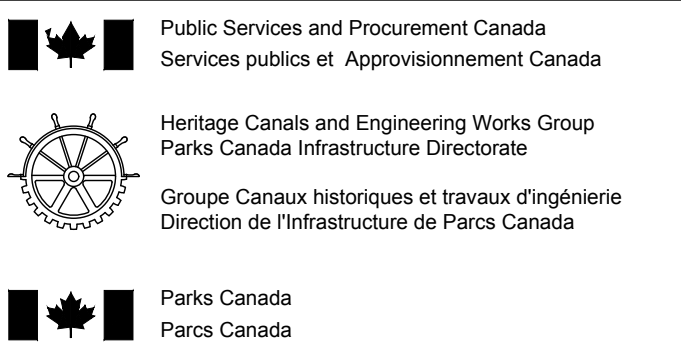 Public Services and Procurement Canada
Services publics et Approvisionnement Canada
Heritage Canals and Engineering Works Group
Parks Canada Infrastructure Directorate
Groupe Canaux historiques et travaux d'ingénierie
Direction de l'Infrastructure de Parcs Canada
Parks Canada
Parcs Canada